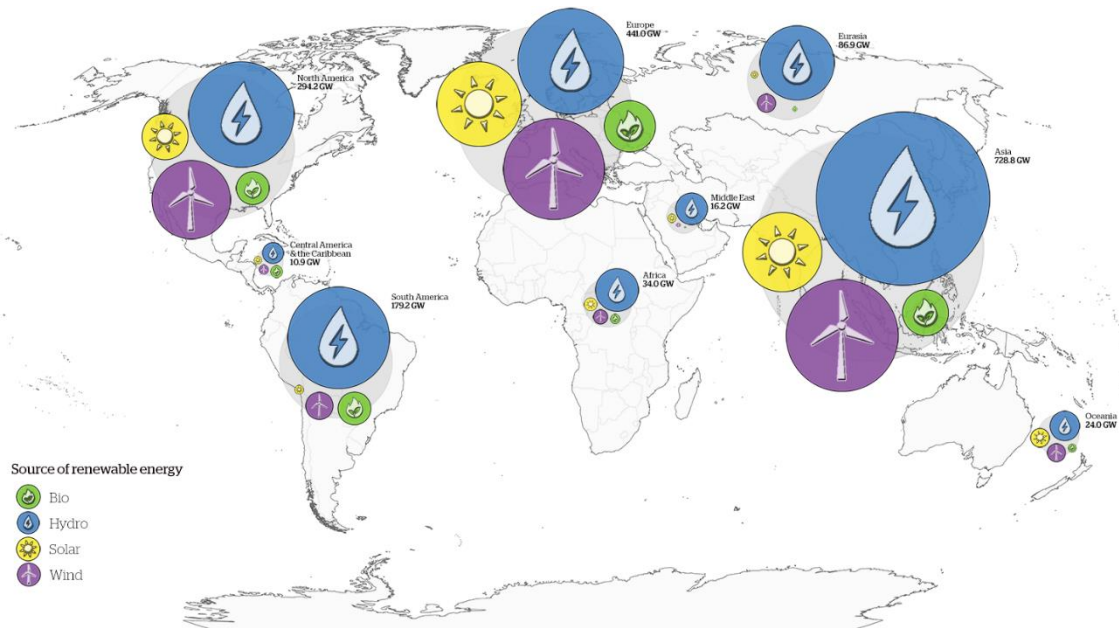 Europe
441.0 GW
Eurasia
86.9 GW
North America
294.2 GW
Asia
728.8 GW
Middle East
16.2 GW
Central America
& the Caribbean
10.9 GW
Africa
34.0 GW
South America
179.2 GW
Oceania
24.0 GW
Source of renewable energy
Bio
Hydro
Solar
Wind